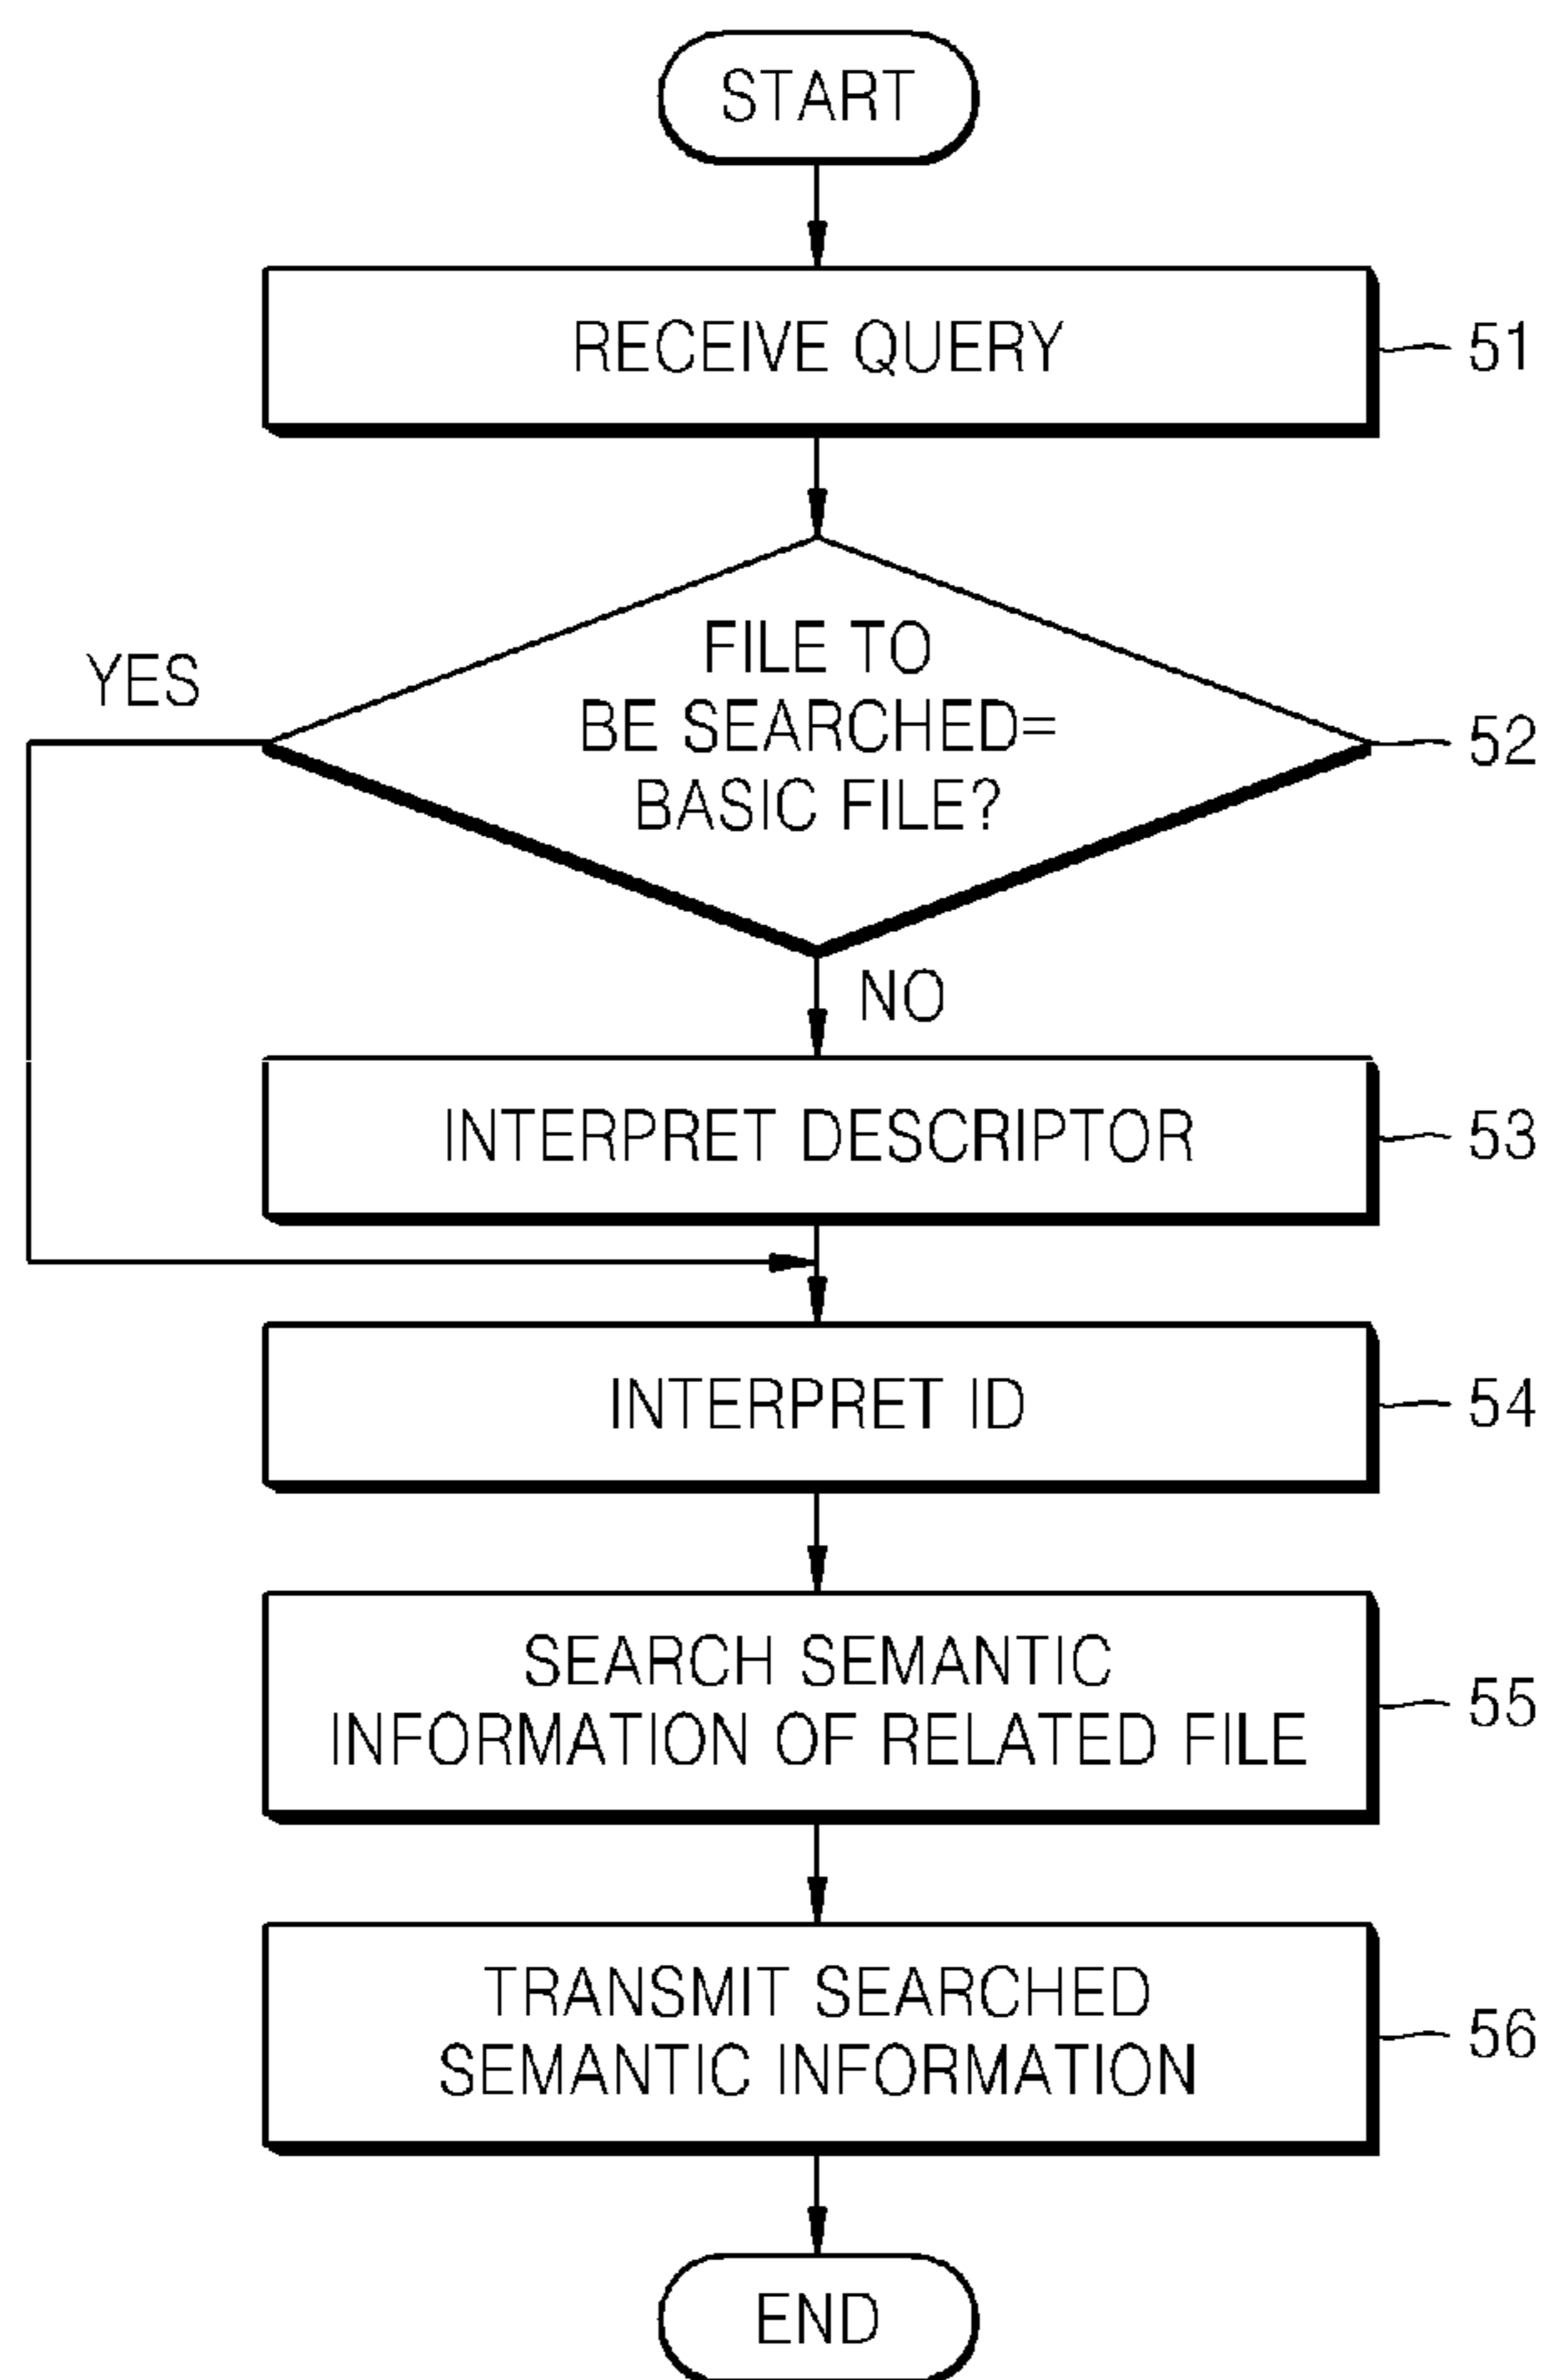 START
RECEIVE QUERY
51
YES
FILE TO
BE SEARCHED=
BASIC FILE?
52
NO
INTERPRET DESCRIPTOR
53
INTERPRET ID
54
SEARCH SEMANTIC
INFORMATION OF RELATED FILE
55
TRANSMIT SEARCHED
SEMANTIC INFORMATION
56
END